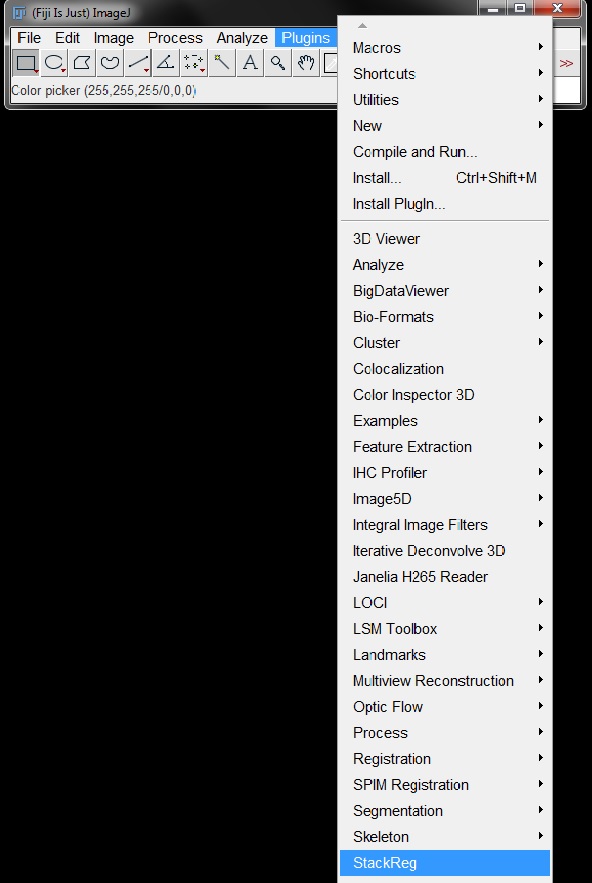 (Fiji Is Just) ImageJ
File Edit Image Process Analyze Plugins
A >>
Color picker (255,255,255/0,0,0)
Macros
Shortcuts
Utilities
New
Compile and Run...
Install... Ctrl+Shift+M
Install PlugIn...
3D Viewer
Analyze
BigDataViewer
Bio-Formats
Cluster
Colocalization
Color Inspector 3D
Examples
Feature Extraction
IHC Profiler
Image5D
Integral Image Filters
Iterative Deconvolve 3D
Janelia H265 Reader
LOCI
LSM Toolbox
Landmarks
Multiview Reconstruction
Optic Flow
Process
Registration
SPIM Registration
Segmentation
Skeleton
StackReg